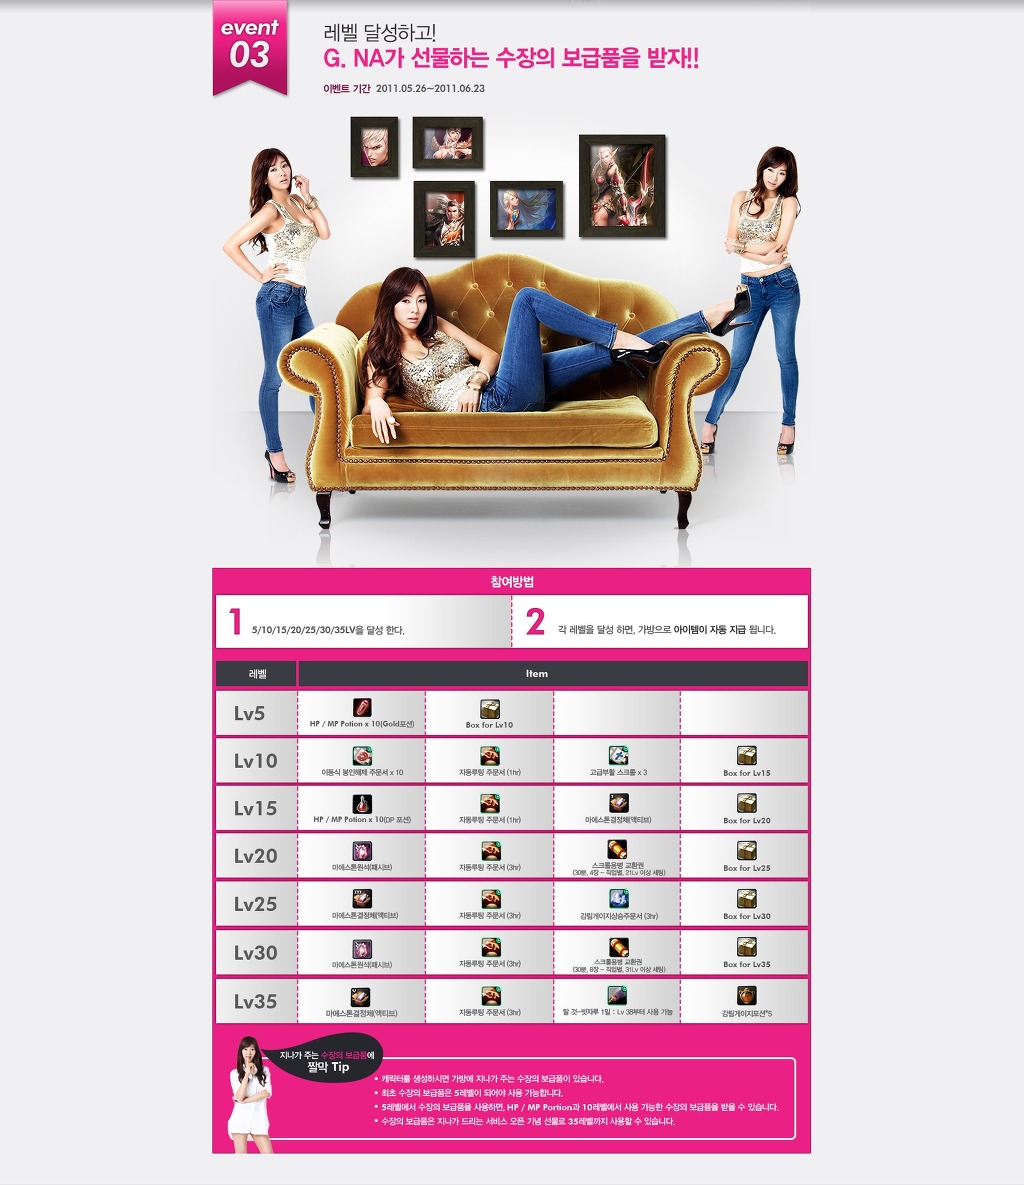 event
03
레벨 달성하고!
G. NA가 선물하는 수장의 보급품을 받자!!
이벤트 기간 2011.05.26~2011.06.23
참여방법
1 5/10/15/20/25/30/35LV을 달성 한다.
2 각 레벨을 달성 하면, 가방으로 아이템이 자동 지급 됩니다.
레벨 Item
Lv5 HP / MP Potion x 10(Gold포션) Box for Lv10
Lv10 이동식 봉인해제 주문서 x 10 자동루팅 주문서 (1hr) 고급부활 스크롤 x 3 Box for Lv15
Lv15 HP / MP Potion x 10(DP 포션) 자동루팅 주문서 (1hr) 마에스톤결정체(액티브) Box for Lv20
Lv20 마에스톤원석(패시브) 자동루팅 주문서 (3hr) 스크롤용병 교환권 Box for Lv25
(30분, 4장 - 직업별, 21Lv 이상 세팅)
Lv25 마에스톤결정체(액티브) 자동루팅 주문서 (3hr) 강림게이지상승주문서 (3hr) Box for Lv30
Lv30 마에스톤원석(패시브) 자동루팅 주문서 (3hr) 스크롤용병 교환권 Box for Lv35
(30분, 8장 - 직업별, 31Lv 이상 세팅)
Lv35 마에스톤결정체(액티브) 자동루팅 주문서 (3hr) 탈 것-빗자루 1일 : Lv 38부터 사용 가능 강림게이지포션*5
지나가 주는 수장의 보급품에
짤막 Tip
• 캐릭터를 생성하시면 가방에 지나가 주는 수장의 보급품이 있습니다.
• 최초 수장의 보급품은 5레벨이 되어야 사용 가능합니다.
• 5레벨에서 수장의 보급품을 사용하면, HP / MP Portion과 10레벨에서 사용 가능한 수장의 보급품을 받을 수 있습니다.
• 수장의 보급품은 지나가 드리는 서비스 오픈 기념 선물로 35레벨까지 사용할 수 있습니다.